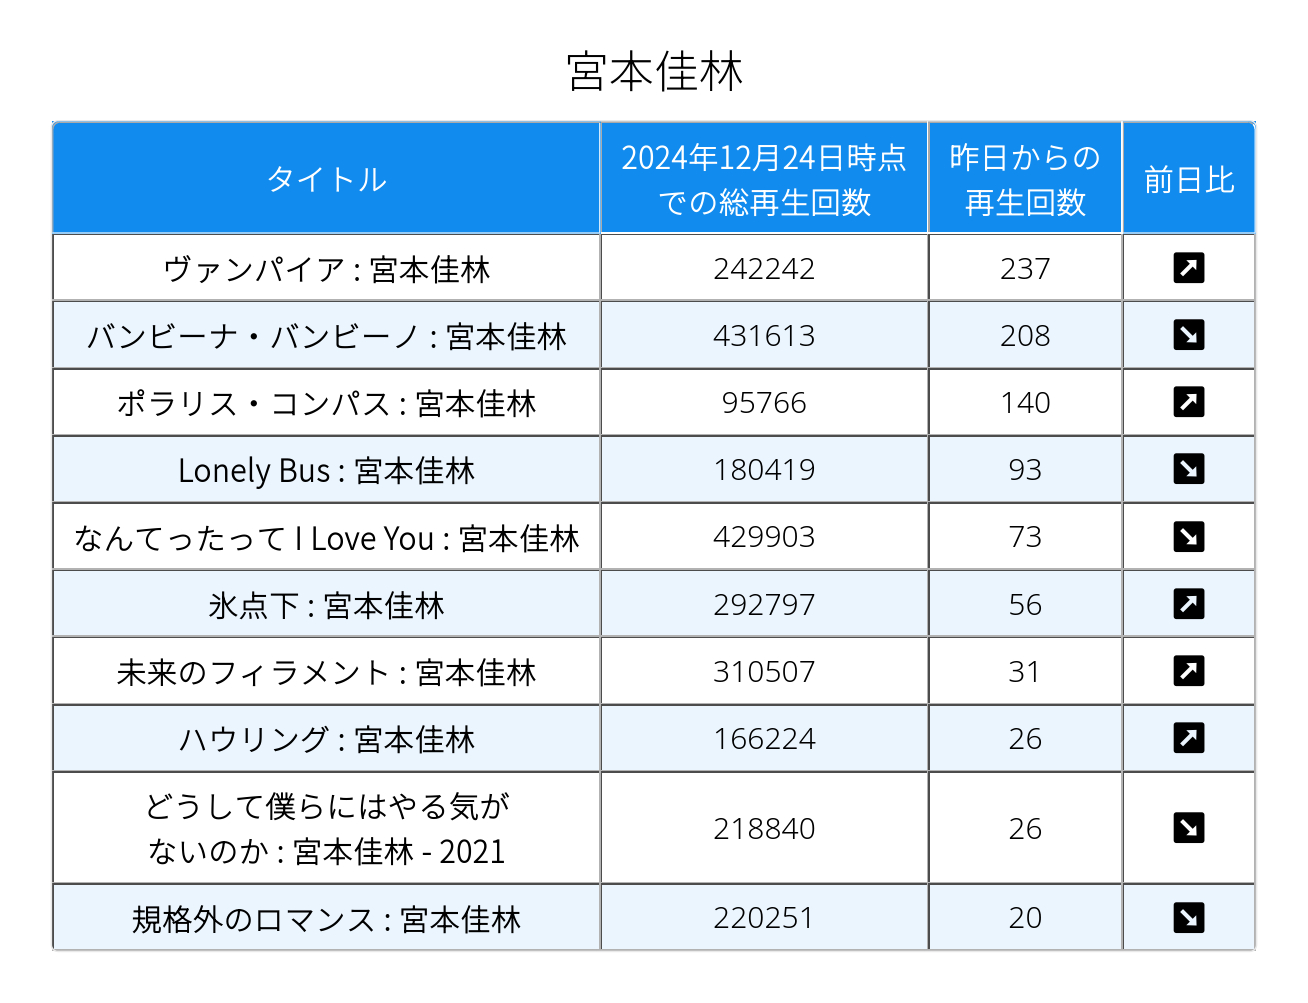 宮本佳林
タイトル
2024年12月24日時点
での総再生回数
昨日からの
再生回数
前日比
ヴァンパイア : 宮本佳林 242242 237
バンビーナ・バンビーノ : 宮本佳林 431613 208
ポラリス・コンパス : 宮本佳林 95766 140
Lonely Bus : 宮本佳林 180419 93
なんてったって I Love You : 宮本佳林 429903 73
氷点下 : 宮本佳林 292797 56
未来のフィラメント : 宮本佳林 310507 31
ハウリング : 宮本佳林 166224 26
どうして僕らにはやる気が
ないのか : 宮本佳林 - 2021 218840 26
規格外のロマンス : 宮本佳林 220251 20